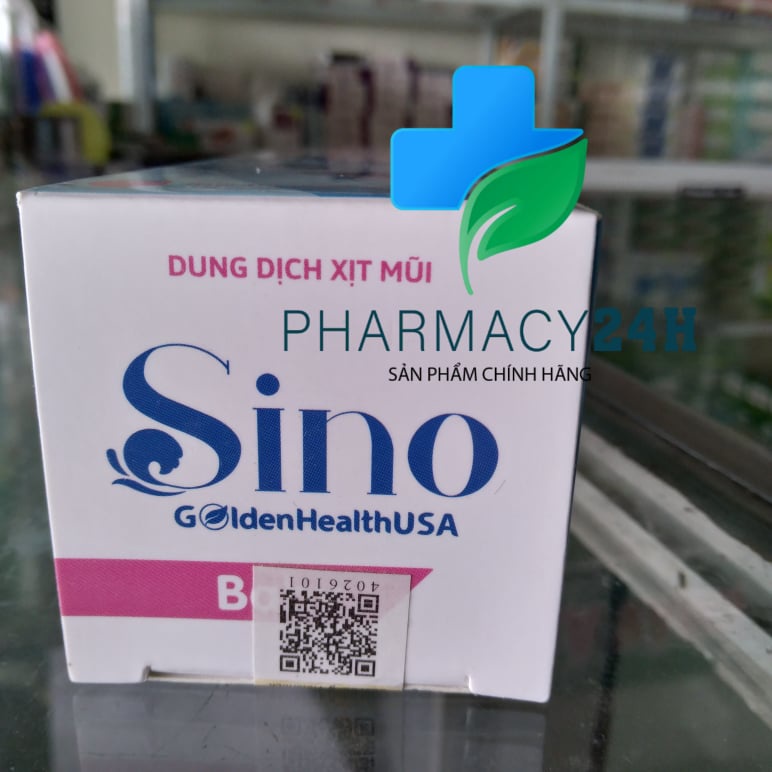 DUNG DỊCH XỊT MŨI
PHARMACY24H
SẢN PHẨM CHÍNH HÃNG
Sino
GoldenHealthUSA
4026101